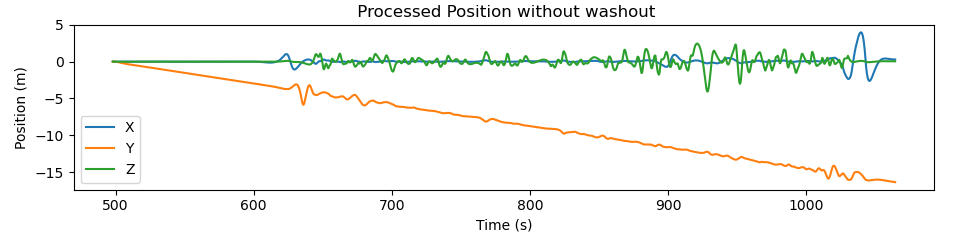 Processed Position without washout
Position (m)
5
0
−5
−10
−15
X
Y
Z
500 600 700 800 900 1000
Time (s)